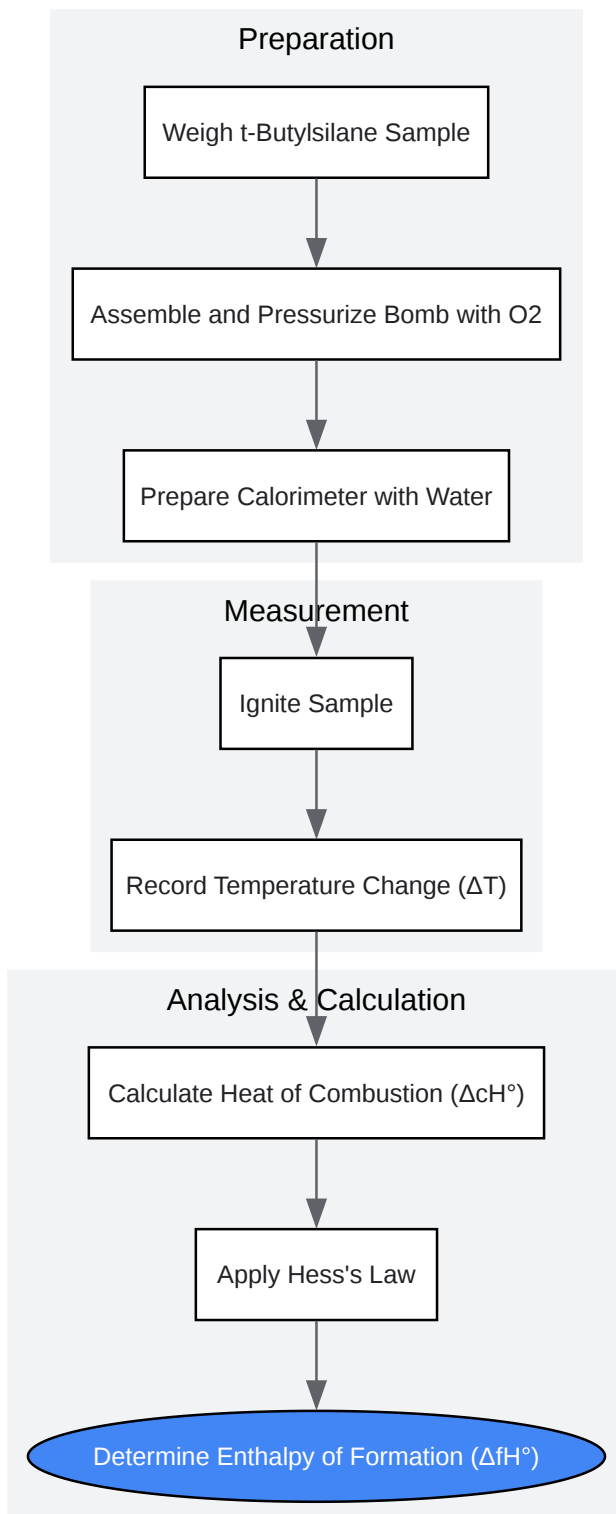 Preparation
Weigh t-Butylsilane Sample
Assemble and Pressurize Bomb with O2
Prepare Calorimeter with Water
Measurement
Ignite Sample
Record Temperature Change (ΔT)
Analysis & Calculation
Calculate Heat of Combustion (ΔcH°)
Apply Hess's Law
Determine Enthalpy of Formation (ΔfH°)